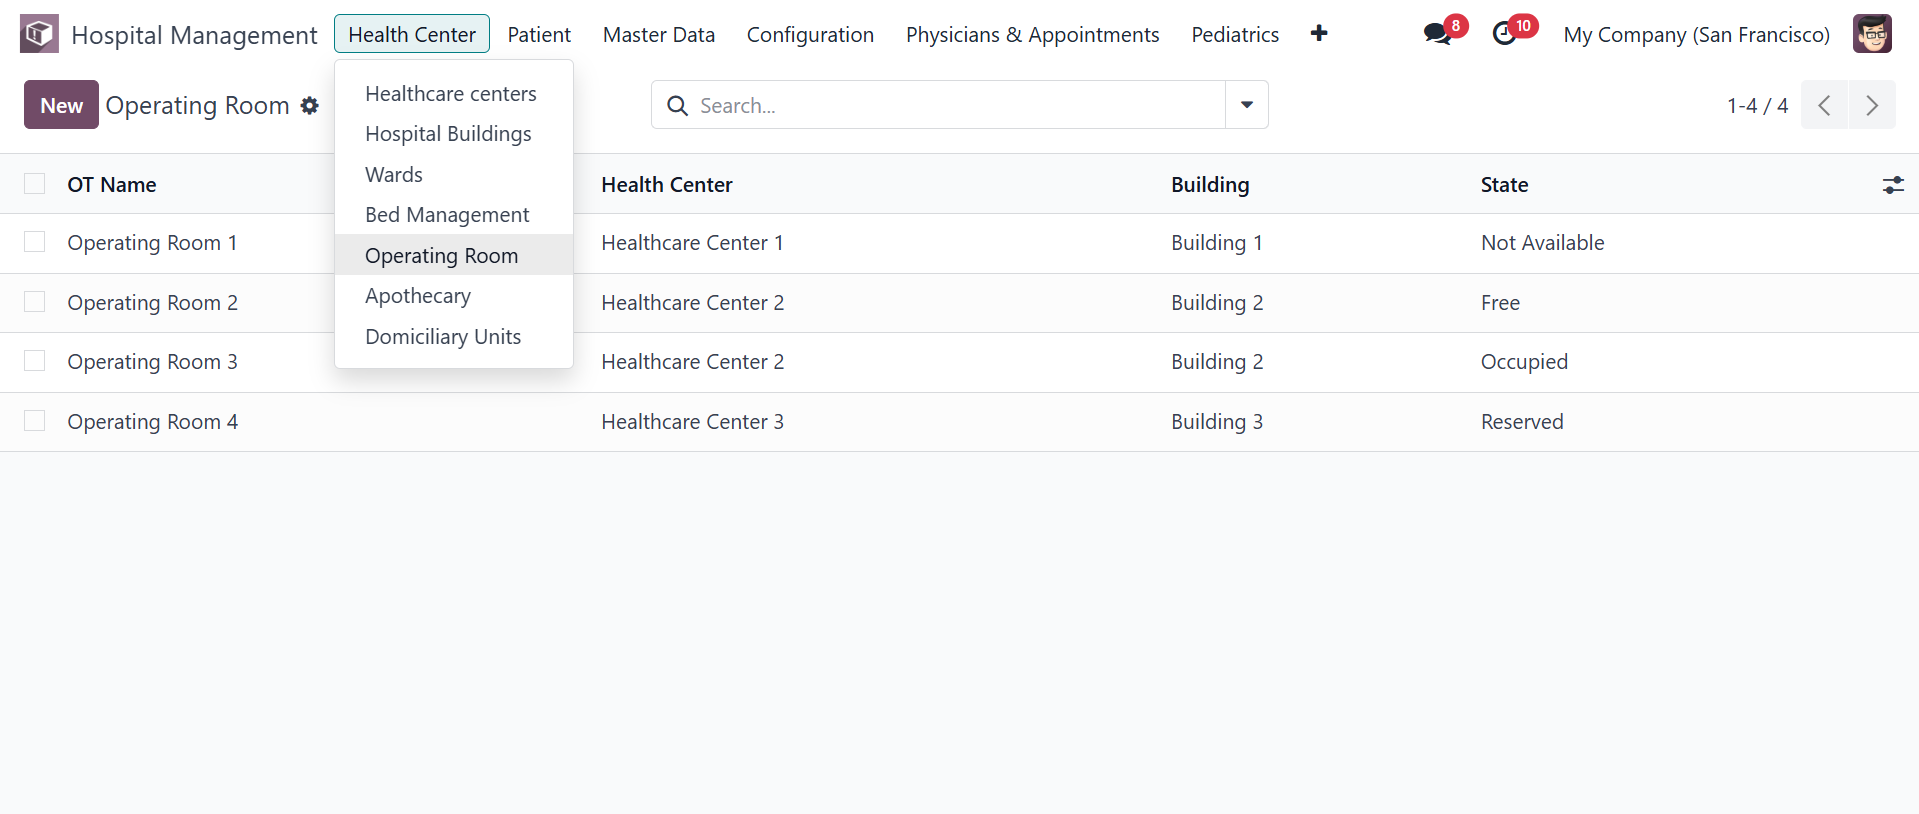 Hospital Management Health Center Patient Master Data Configuration Physicians & Appointments Pediatrics 8 10 My Company (San Francisco)
New Operating Room Search... 1-4 / 4
Healthcare centers
Hospital Buildings
Wards
Bed Management
Operating Room
Apothecary
Domiciliary Units
OT Name Health Center Building State
Operating Room 1 Healthcare Center 1 Building 1 Not Available
Operating Room 2 Healthcare Center 2 Building 2 Free
Operating Room 3 Healthcare Center 2 Building 2 Occupied
Operating Room 4 Healthcare Center 3 Building 3 Reserved